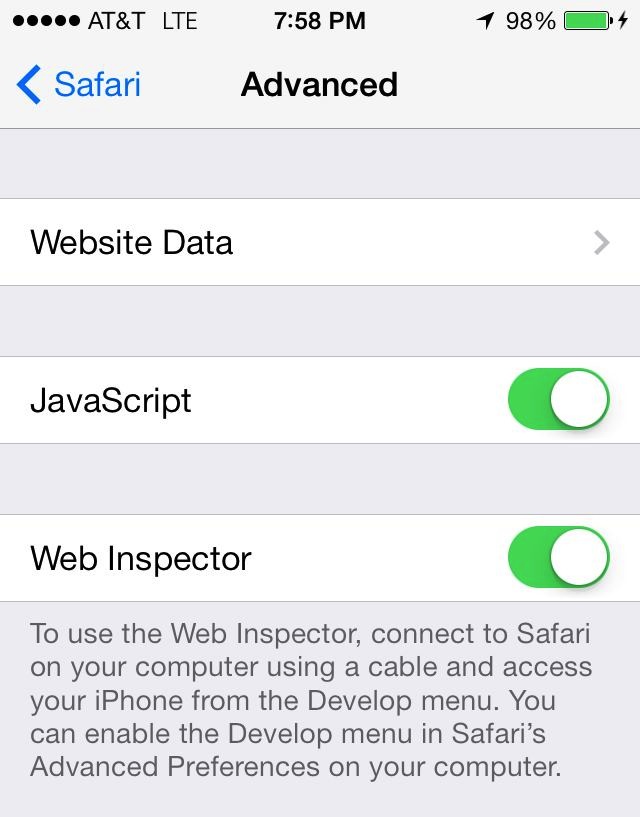 AT&T LTE 7:58 PM 98%
Safari Advanced
Website Data
JavaScript
Web Inspector
To use the Web Inspector, connect to Safari
on your computer using a cable and access
your iPhone from the Develop menu. You
can enable the Develop menu in Safari’s
Advanced Preferences on your computer.